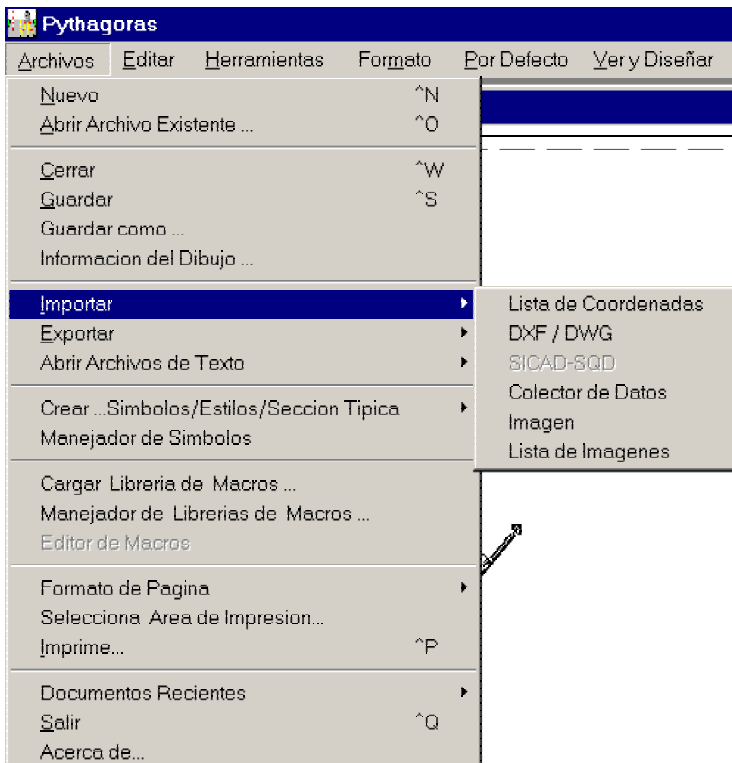 Pythagoras
Archivos Editar Herramientas Formato Por Defecto Ver y Diseñar
Nuevo ^N
Abrir Archivo Existente ... ^O
Cerrar ^W
Guardar ^S
Guardar como ...
Informacion del Dibujo ...
Importar
Exportar
Abrir Archivos de Texto
Crear ...Simbolos/Estilos/Seccion Tipica
Manejador de Simbolos
Cargar Libreria de Macros ...
Manejador de Librerias de Macros ...
Editor de Macros
Formato de Pagina
Selecciona Area de Impresion...
Imprime... ^P
Documentos Recientes
Salir ^Q
Acerca de...
Lista de Coordenadas
DXF / DWG
SICAD-SQD
Colector de Datos
Imagen
Lista de Imagenes